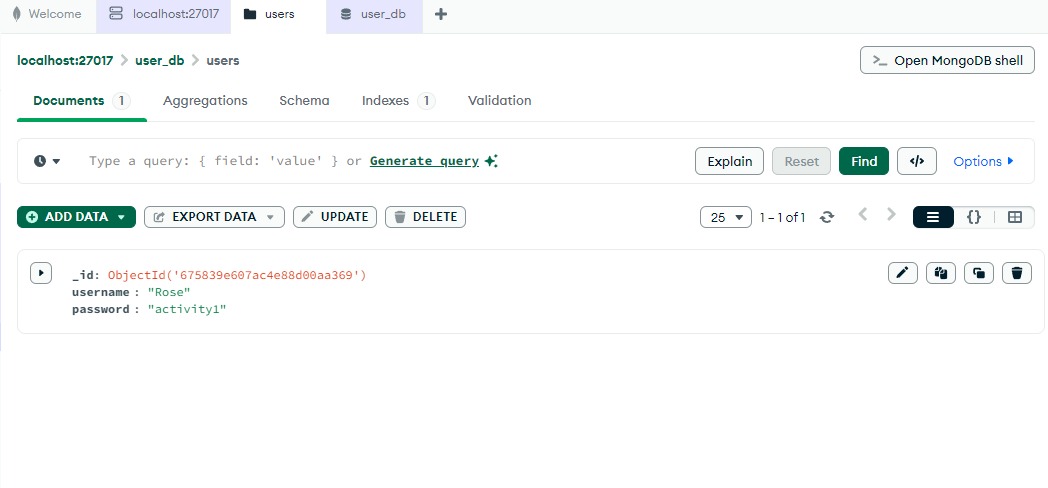 Welcome localhost:27017 users user_db
localhost:27017 user_db users
>_ Open MongoDB shell
Documents 1 Aggregations Schema Indexes 1 Validation
Type a query: { field: 'value' } or Generate query Explain Reset Find </> Options
ADD DATA EXPORT DATA UPDATE DELETE 25 1 – 1 of 1 {}
_id: ObjectId('675839e607ac4e88d00aa369')
username : "Rose"
password : "activity1"